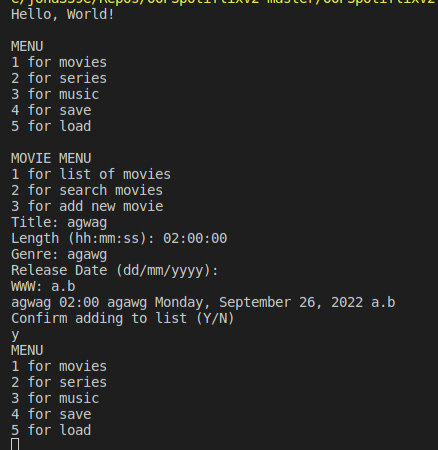 Hello, World!
MENU
1 for movies
2 for series
3 for music
4 for save
5 for load
MOVIE MENU
1 for list of movies
2 for search movies
3 for add new movie
Title: agwag
Length (hh:mm:ss): 02:00:00
Genre: agawg
Release Date (dd/mm/yyyy):
WWW: a.b
agwag 02:00 agawg Monday, September 26, 2022 a.b
Confirm adding to list (Y/N)
y
MENU
1 for movies
2 for series
3 for music
4 for save
5 for load